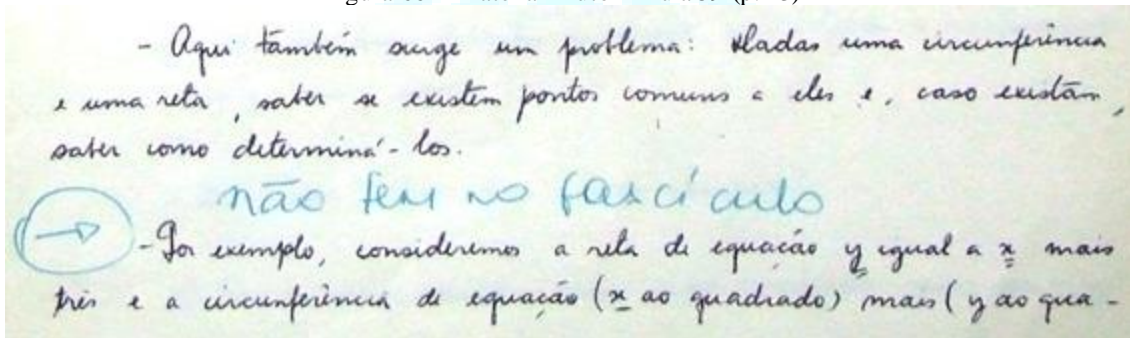 - Aqui também surge um problema: dadas uma circunferência
e uma reta, saber se existem pontos comuns a eles e, caso existam,
saber como determiná-los.
não tem no fascículo
- Por exemplo, consideremos a reta de equação y igual a x mais
três e a circunferência de equação (x ao quadrado) mais (y ao qua-